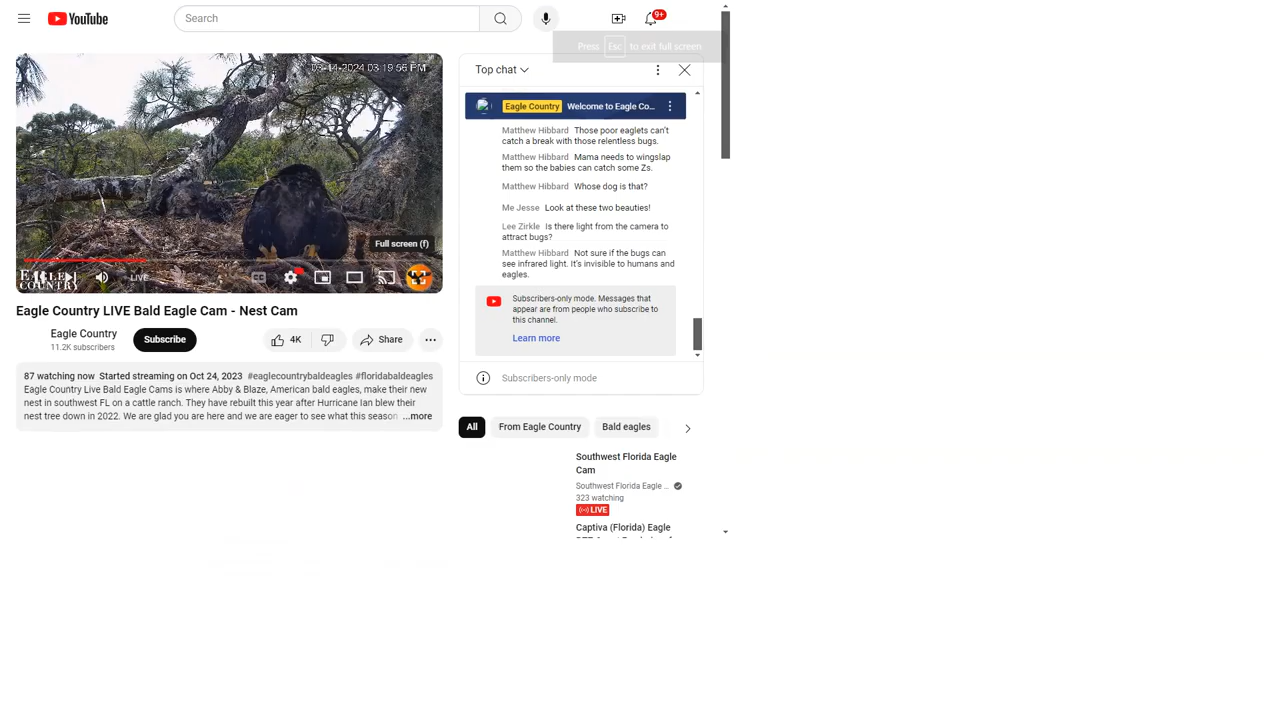 YouTube
Search
9+
Press Esc to exit full screen
03-14-2024 03:19:56 PM
Full screen (f)
LIVE
EAGLE
COUNTRY
Eagle Country LIVE Bald Eagle Cam - Nest Cam
Eagle Country
11.2K subscribers
Subscribe
4K
Share
87 watching now Started streaming on Oct 24, 2023 #eaglecountrybaldeagles #floridabaldeagles
Eagle Country Live Bald Eagle Cams is where Abby & Blaze, American bald eagles, make their new
nest in southwest FL on a cattle ranch. They have rebuilt this year after Hurricane Ian blew their
nest tree down in 2022. We are glad you are here and we are eager to see what this season ...more
Top chat
Eagle Country Welcome to Eagle Co...
Matthew Hibbard Those poor eaglets can't
catch a break with those relentless bugs.
Matthew Hibbard Mama needs to wingslap
them so the babies can catch some Zs.
Matthew Hibbard Whose dog is that?
Me Jesse Look at these two beauties!
Lee Zirkle Is there light from the camera to
attract bugs?
Matthew Hibbard Not sure if the bugs can
see infrared light. It's invisible to humans and
eagles.
Subscribers-only mode. Messages that
appear are from people who subscribe to
this channel.
Learn more
Subscribers-only mode
All
From Eagle Country
Bald eagles
Southwest Florida Eagle
Cam
Southwest Florida Eagle ...
323 watching
LIVE
Captiva (Florida) Eagle